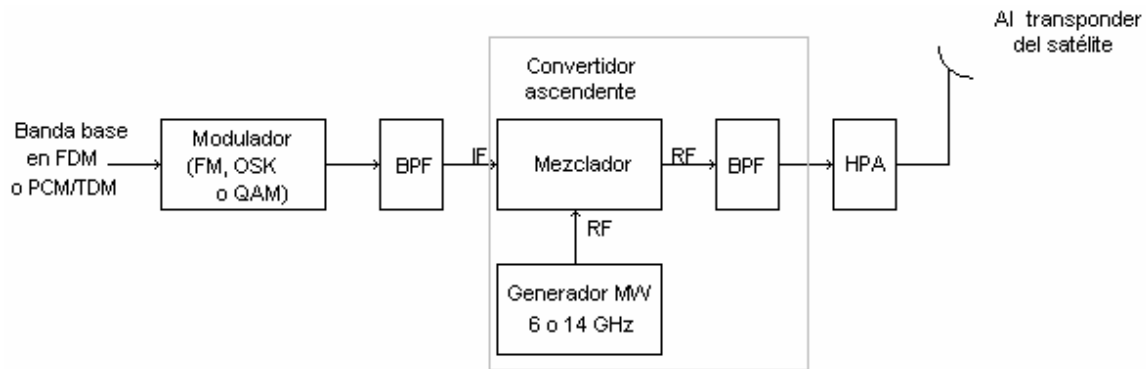 Al transponder
del satélite
Convertidor
ascendente
Banda base
en FDM
o PCM/TDM
Modulador
(FM, OSK
o QAM)
BPF
IF
Mezclador
RF
BPF
HPA
RF
Generador MW
6 o 14 GHz